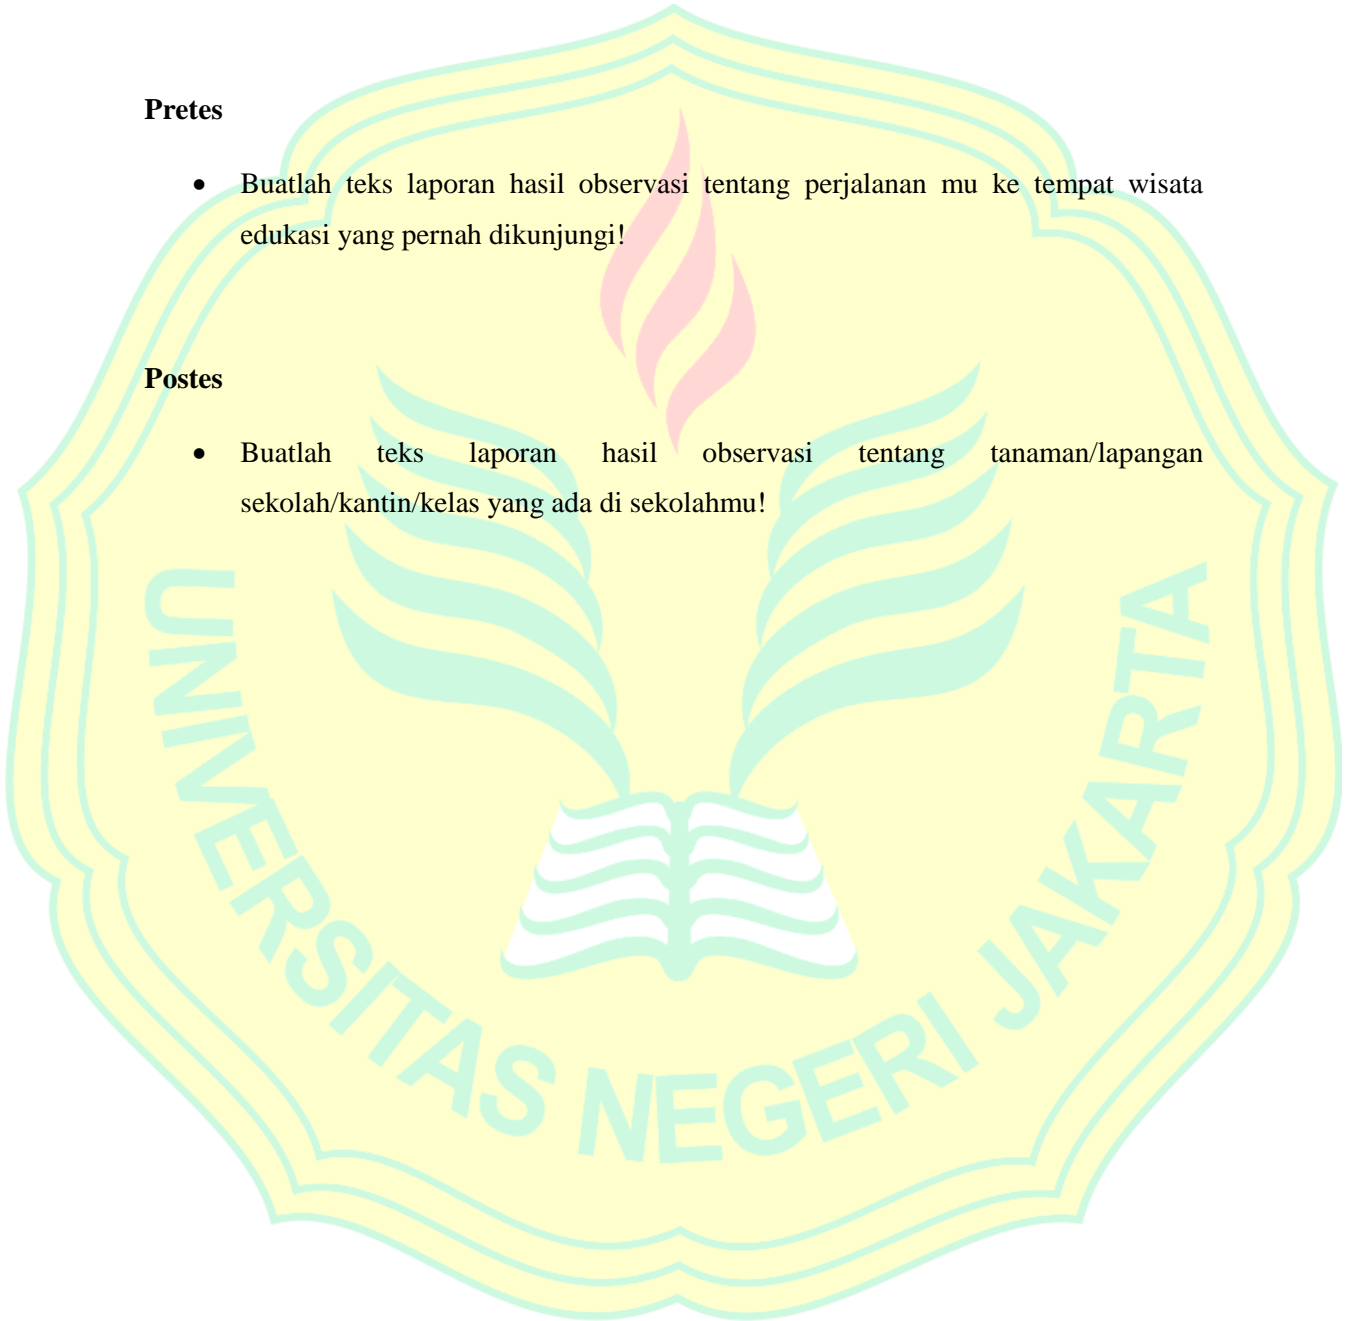 Pretes
• Buatlah teks laporan hasil observasi tentang perjalanan mu ke tempat wisata
edukasi yang pernah dikunjungi!
Postes
• Buatlah teks laporan hasil observasi tentang tanaman/lapangan
sekolah/kantin/kelas yang ada di sekolahmu!
UNIVERSITAS NEGERI JAKARTA